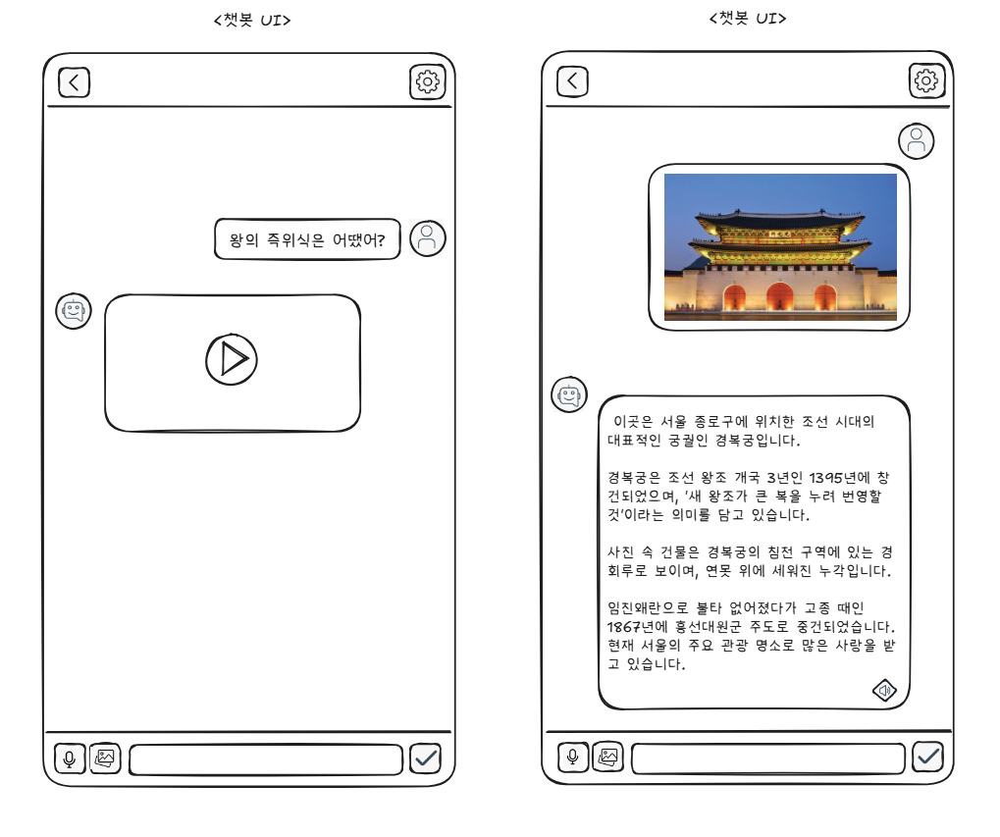 <챗봇 UI>
왕의 즉위식은 어땠어?
<챗봇 UI>
이곳은 서울 종로구에 위치한 조선 시대의
대표적인 궁궐인 경복궁입니다.
경복궁은 조선 왕조 개국 3년인 1395년에 창
건되었으며, '새 왕조가 큰 복을 누려 번영할
것'이라는 의미를 담고 있습니다.
사진 속 건물은 경복궁의 침전 구역에 있는 경
회루로 보이며, 연못 위에 세워진 누각입니다.
임진왜란으로 불타 없어졌다가 고종 때인
1867년에 흥선대원군 주도로 중건되었습니다.
현재 서울의 주요 관광 명소로 많은 사랑을 받
고 있습니다.